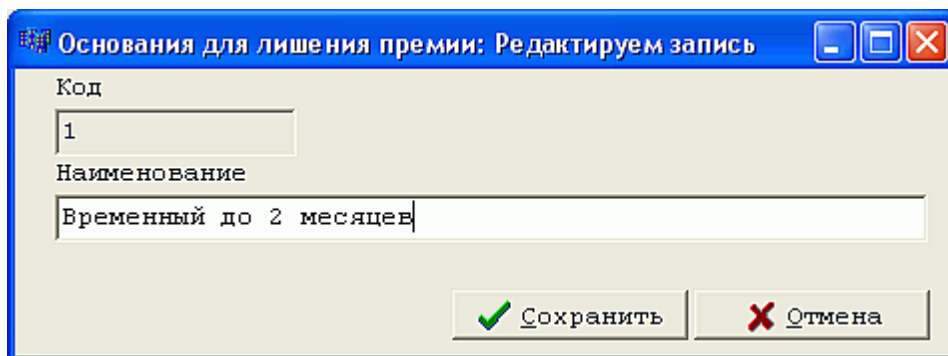 Основания для лишения премии: Редактируем запись
Код
1
Наименование
Временный до 2 месяцев
Сохранить Отмена